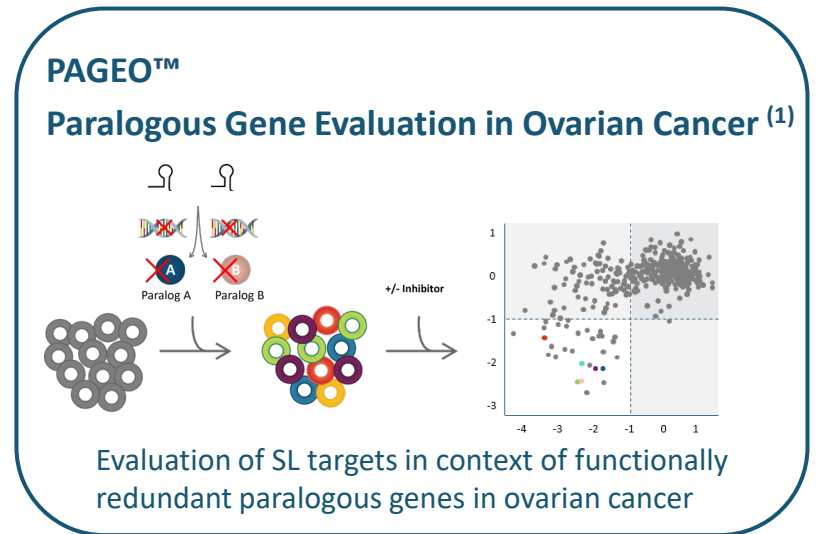 PAGEO™
Paralogous Gene Evaluation in Ovarian Cancer (1)
A
B
Paralog A
Paralog B
+/- Inhibitor
1
0
-1
-2
-3
-4
-3
-2
-1
0
1
Evaluation of SL targets in context of functionally
redundant paralogous genes in ovarian cancer